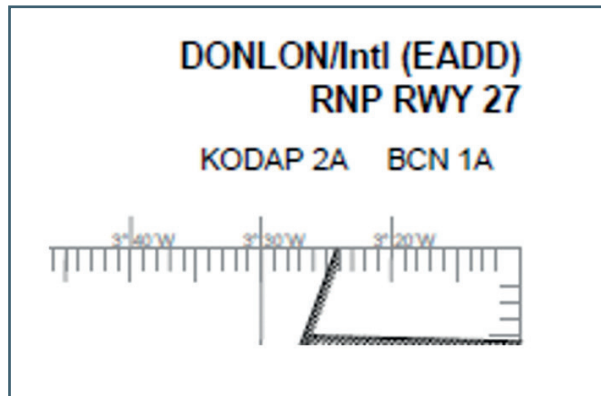 DONLON/Intl (EADD)
RNP RWY 27
KODAP 2A BCN 1A
3° 40' W 3° 30' W 3° 20' W